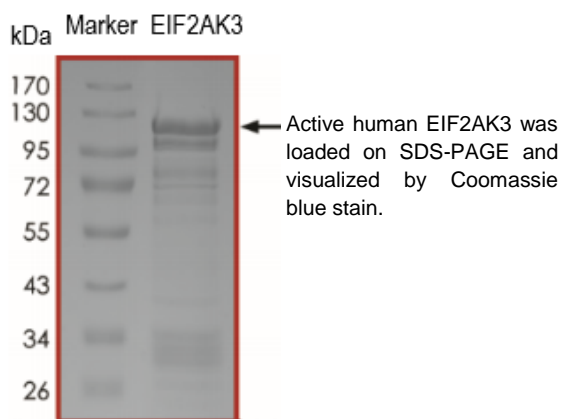 kDa Marker EIF2AK3
170
130
95
72
55
43
34
26
Active human EIF2AK3 was
loaded on SDS-PAGE and
visualized by Coomassie
blue stain.